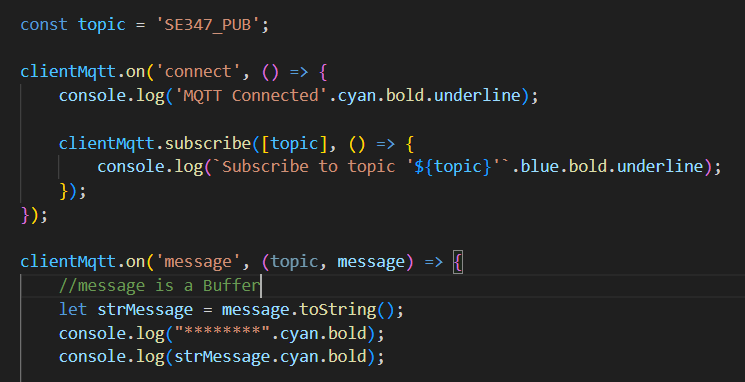 const topic = 'SE347_PUB';
clientMqtt.on('connect', () => {
console.log('MQTT Connected'.cyan.bold.underline);
clientMqtt.subscribe([topic], () => {
console.log(`Subscribe to topic '${topic}'`.blue.bold.underline);
});
});
clientMqtt.on('message', (topic, message) => {
//message is a Buffer
let strMessage = message.toString();
console.log("********".cyan.bold);
console.log(strMessage.cyan.bold);